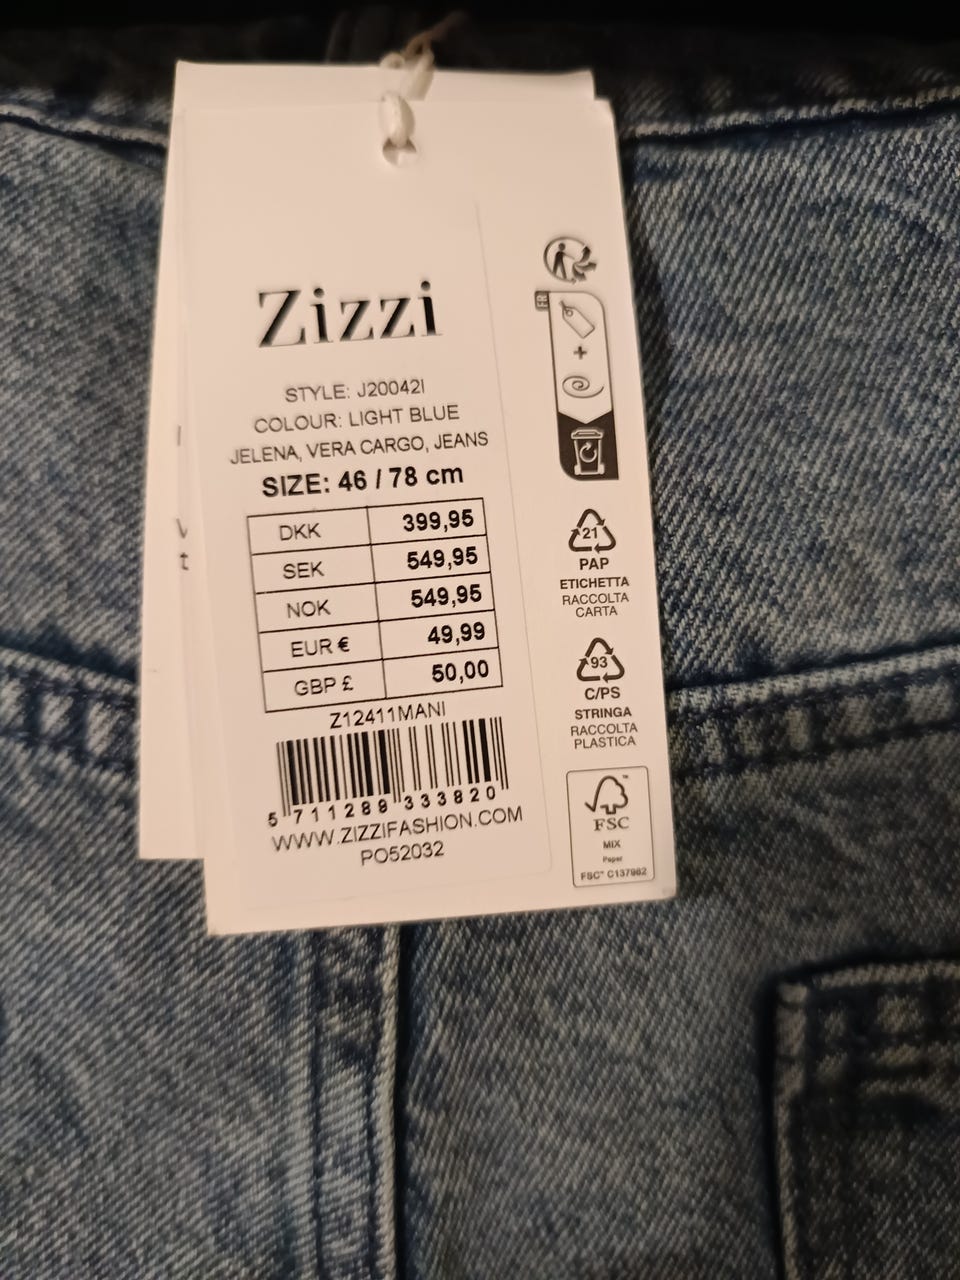 Zizzi
STYLE: J20042I
COLOUR: LIGHT BLUE
JELENA, VERA CARGO, JEANS
SIZE: 46 / 78 cm
DKK 399,95
SEK 549,95
NOK 549,95
EUR € 49,99
GBP £ 50,00
Z12411MANI
5 711289 333820
WWW.ZIZZIFASHION.COM
PO52032
FR
+
21
PAP
ETICHETTA
RACCOLTA
CARTA
93
C/PS
STRINGA
RACCOLTA
PLASTICA
FSC
MIX
Paper
FSC™ C137982